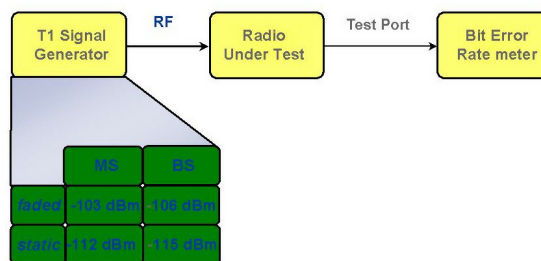 T1 Signal
Generator
RF
Radio
Under Test
Test Port
Bit Error
Rate meter
MS BS
faded -103 dBm -106 dBm
static -112 dBm -115 dBm